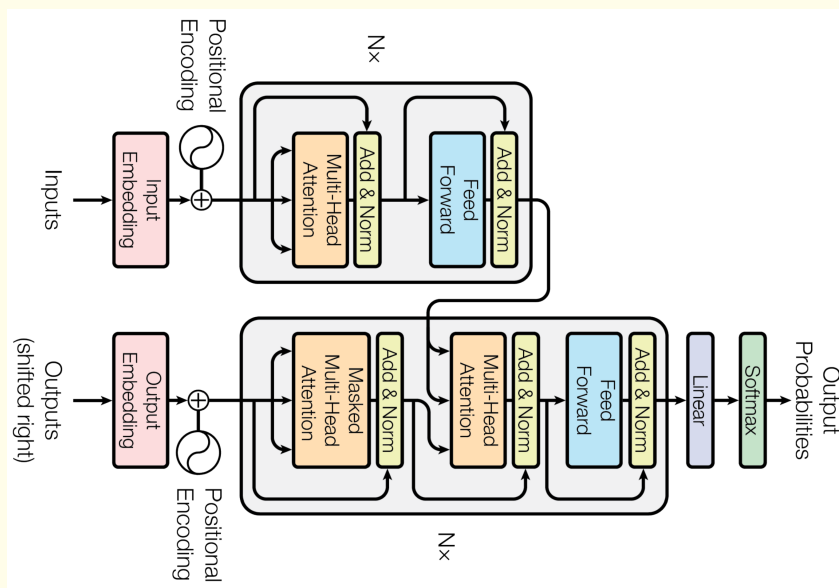 Output
Probabilities
Softmax
Linear
Add & Norm
Feed
Forward
Add & Norm
Multi-Head
Attention
Add & Norm
Masked
Multi-Head
Attention
Nx
Positional
Encoding
Output
Embedding
Outputs
(shifted right)
Add & Norm
Feed
Forward
Add & Norm
Multi-Head
Attention
Nx
Positional
Encoding
Input
Embedding
Inputs